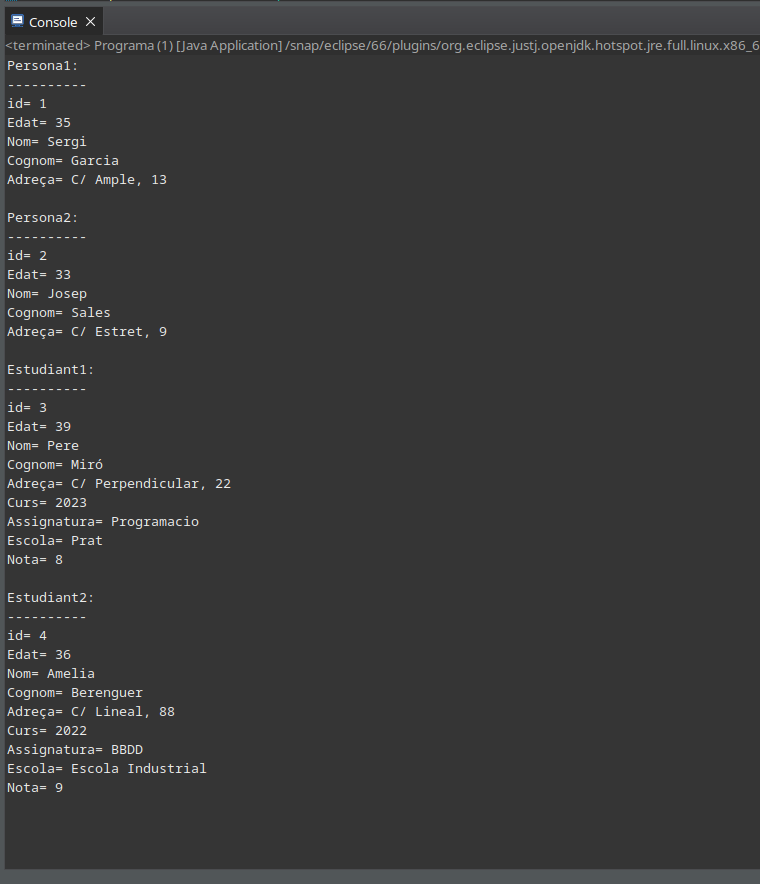 Console
<terminated> Programa (1) [Java Application] /snap/eclipse/66/plugins/org.eclipse.justj.openjdk.hotspot.jre.full.linux.x86_6
Persona1:
----------
id= 1
Edat= 35
Nom= Sergi
Cognom= Garcia
Adreça= C/ Ample, 13

Persona2:
----------
id= 2
Edat= 33
Nom= Josep
Cognom= Sales
Adreça= C/ Estret, 9

Estudiant1:
----------
id= 3
Edat= 39
Nom= Pere
Cognom= Miró
Adreça= C/ Perpendicular, 22
Curs= 2023
Assignatura= Programacio
Escola= Prat
Nota= 8

Estudiant2:
----------
id= 4
Edat= 36
Nom= Amelia
Cognom= Berenguer
Adreça= C/ Lineal, 88
Curs= 2022
Assignatura= BBDD
Escola= Escola Industrial
Nota= 9